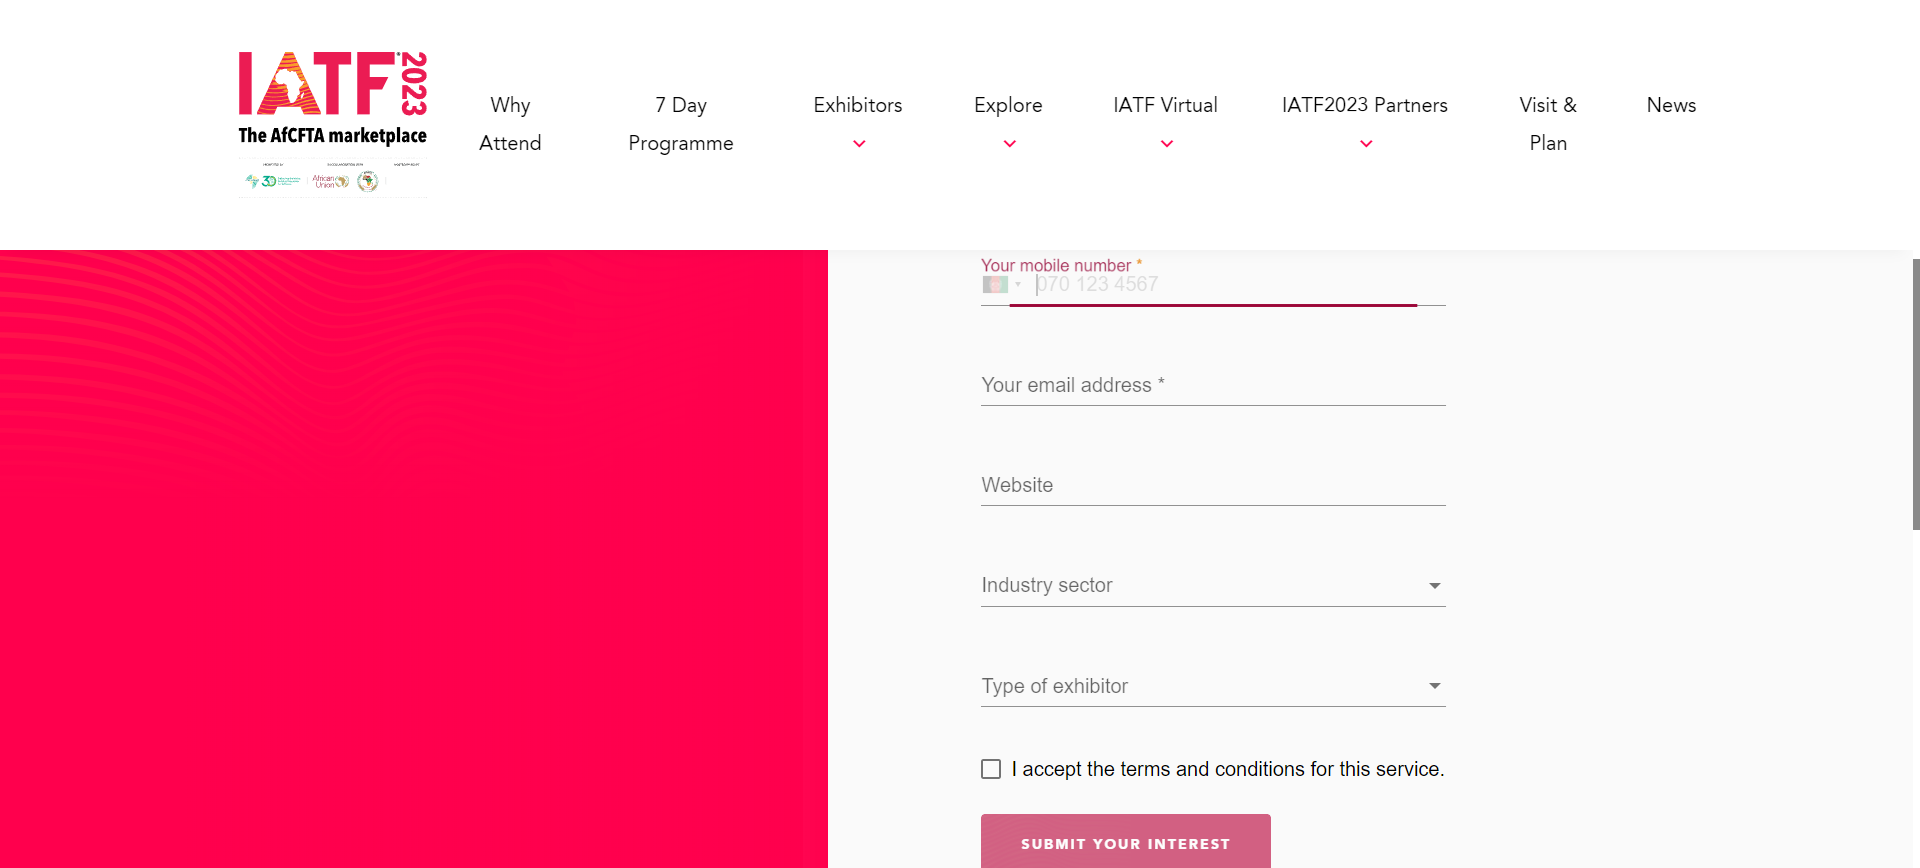 IATF 2023
The AfCFTA marketplace
African Union
Why Attend
7 Day Programme
Exhibitors
Explore
IATF Virtual
IATF2023 Partners
Visit & Plan
News
Your mobile number *
070 123 4567
Your email address *
Website
Industry sector
Type of exhibitor
I accept the terms and conditions for this service.
SUBMIT YOUR INTEREST